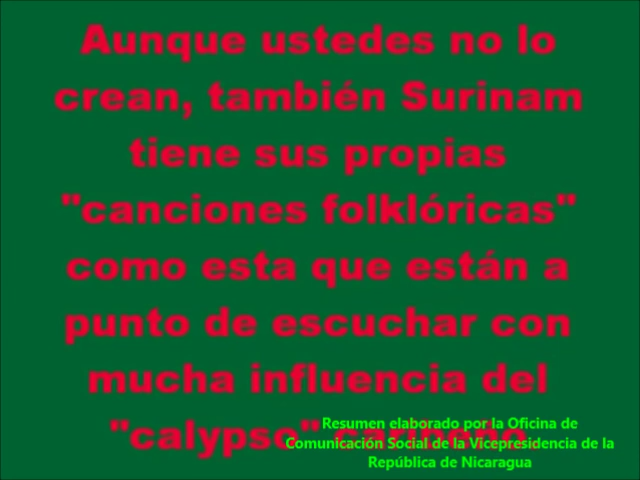 Aunque ustedes no lo
crean, también Surinam
tiene sus propias
"canciones folklóricas"
como esta que están a
punto de escuchar con
mucha influencia del
"calypso" caribeño.
Resumen elaborado por la Oficina de
Comunicación Social de la Vicepresidencia de la
República de Nicaragua